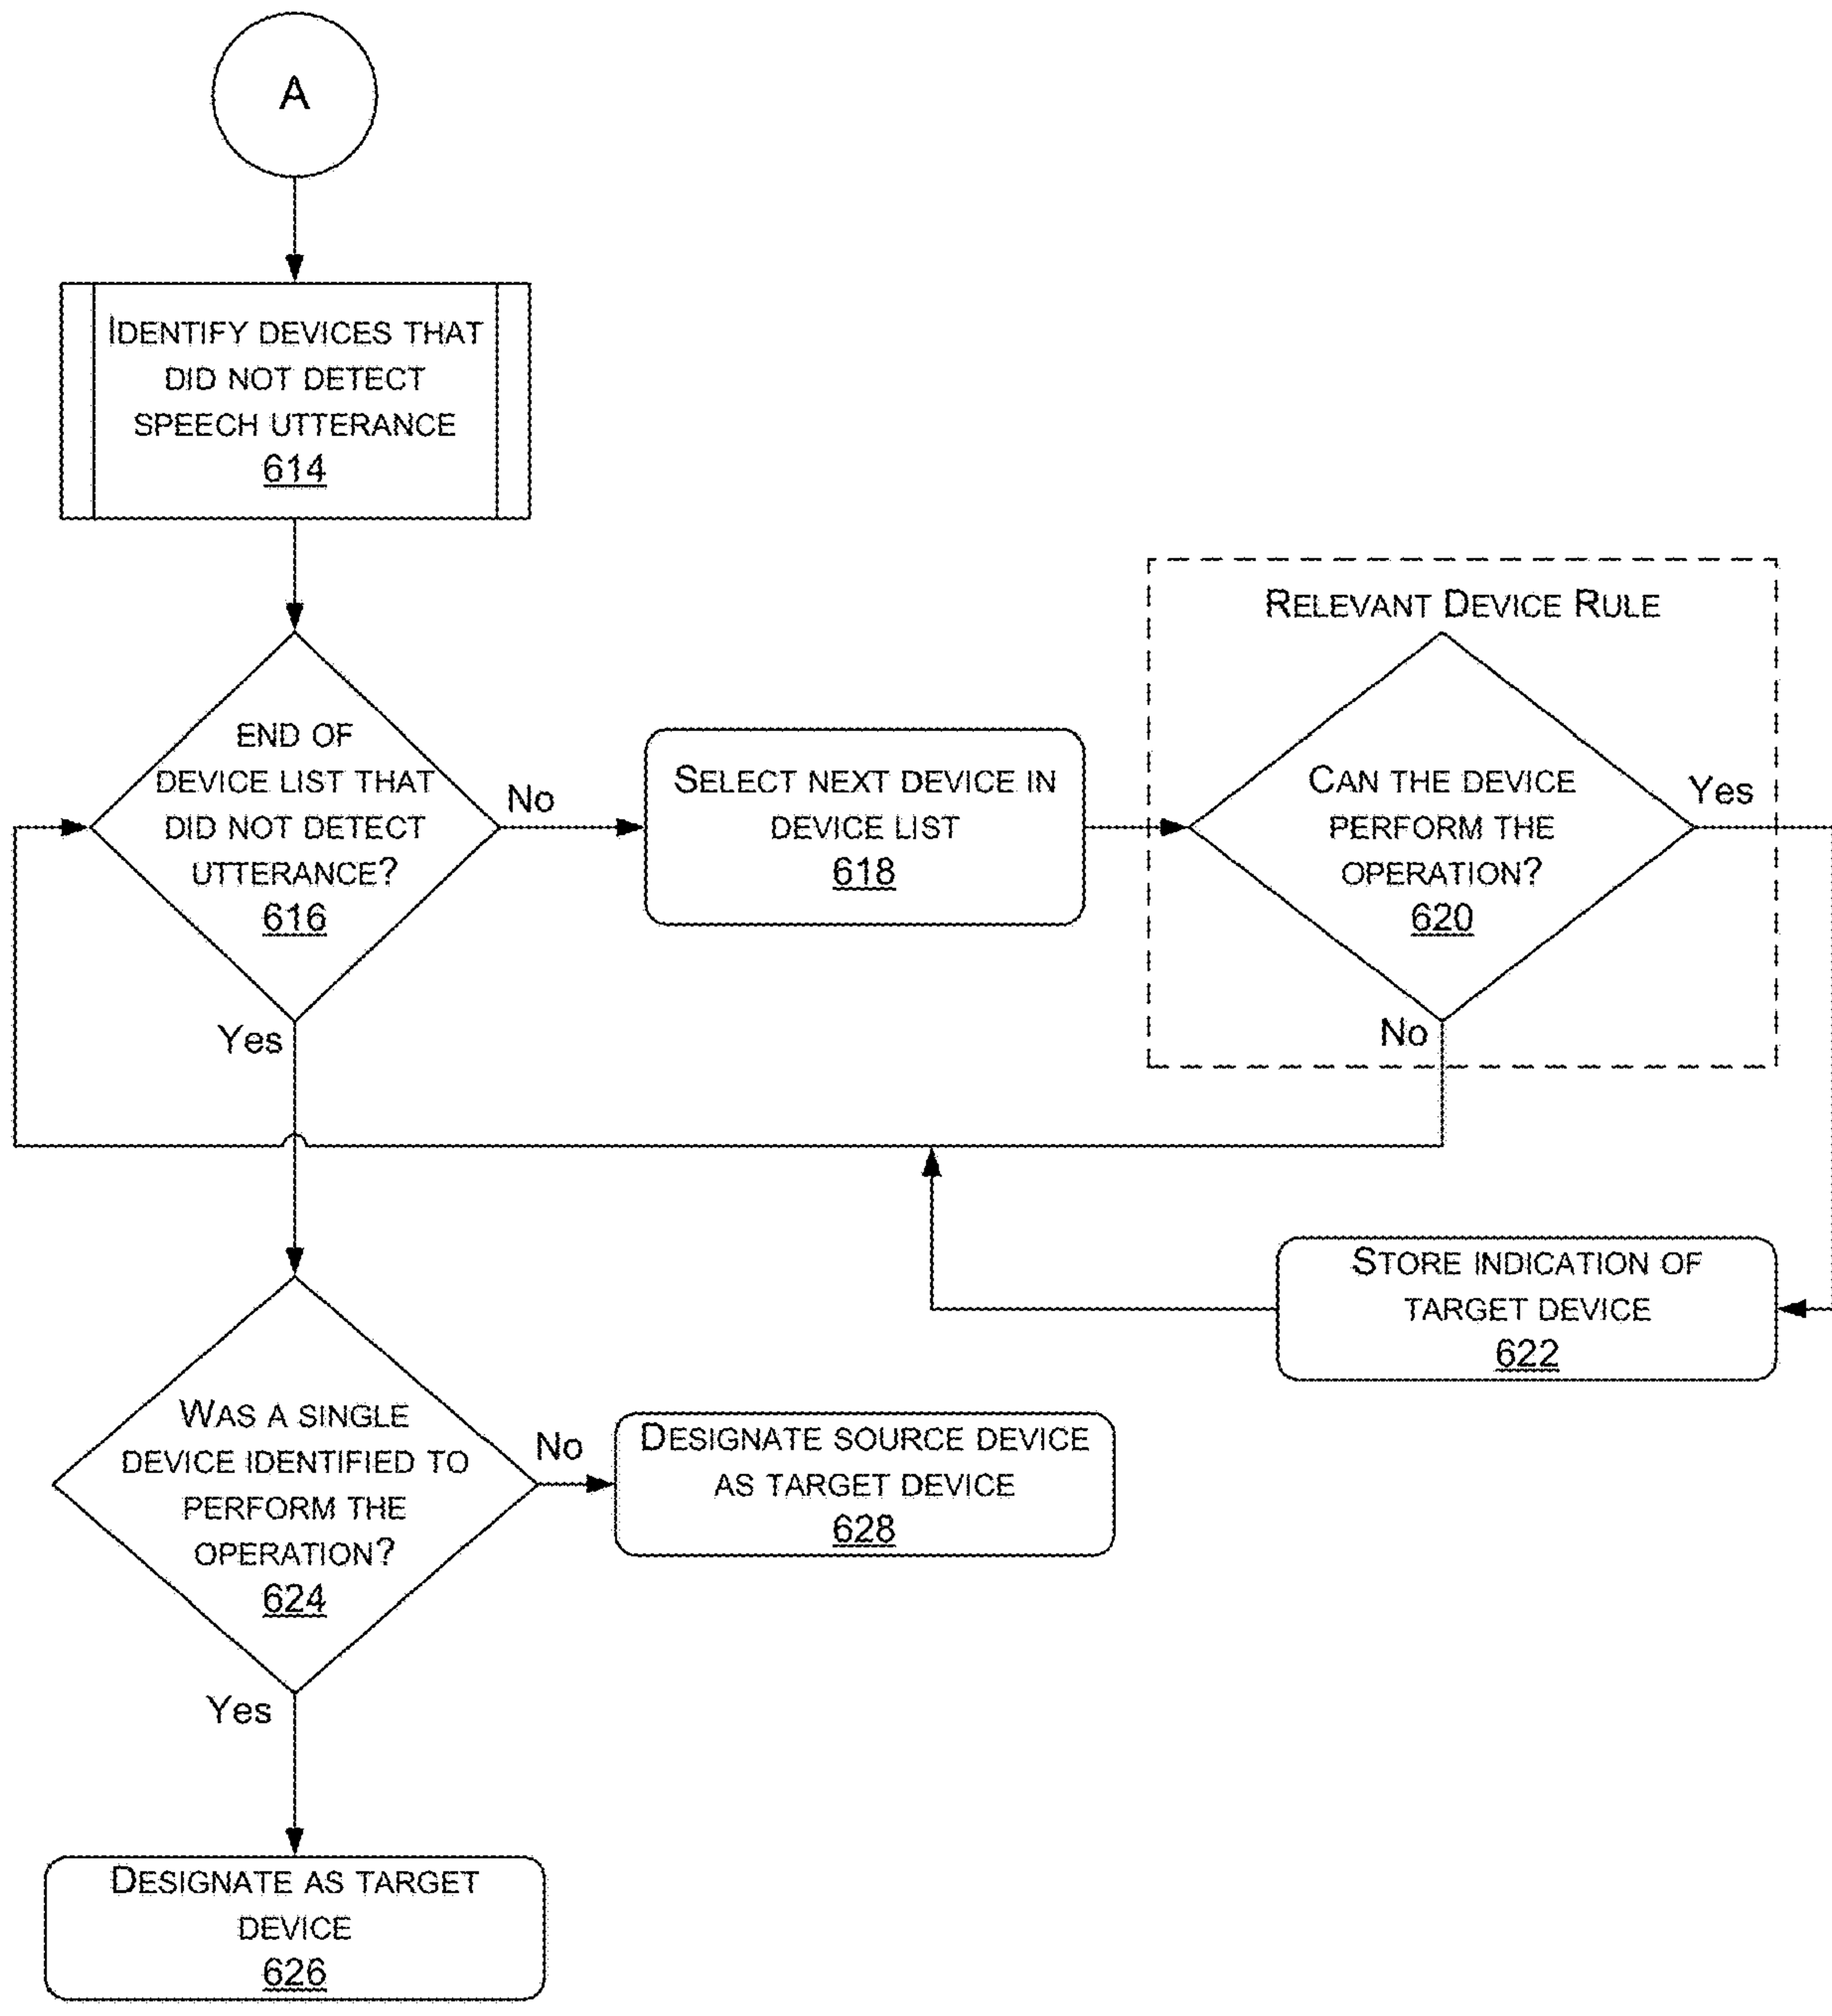 A
IDENTIFY DEVICES THAT
DID NOT DETECT
SPEECH UTTERANCE
614
END OF
DEVICE LIST THAT
DID NOT DETECT
UTTERANCE?
616
No
Yes
SELECT NEXT DEVICE IN
DEVICE LIST
618
RELEVANT DEVICE RULE
CAN THE DEVICE
PERFORM THE
OPERATION?
620
Yes
No
STORE INDICATION OF
TARGET DEVICE
622
WAS A SINGLE
DEVICE IDENTIFIED TO
PERFORM THE
OPERATION?
624
No
Yes
DESIGNATE SOURCE DEVICE
AS TARGET DEVICE
628
DESIGNATE AS TARGET
DEVICE
626